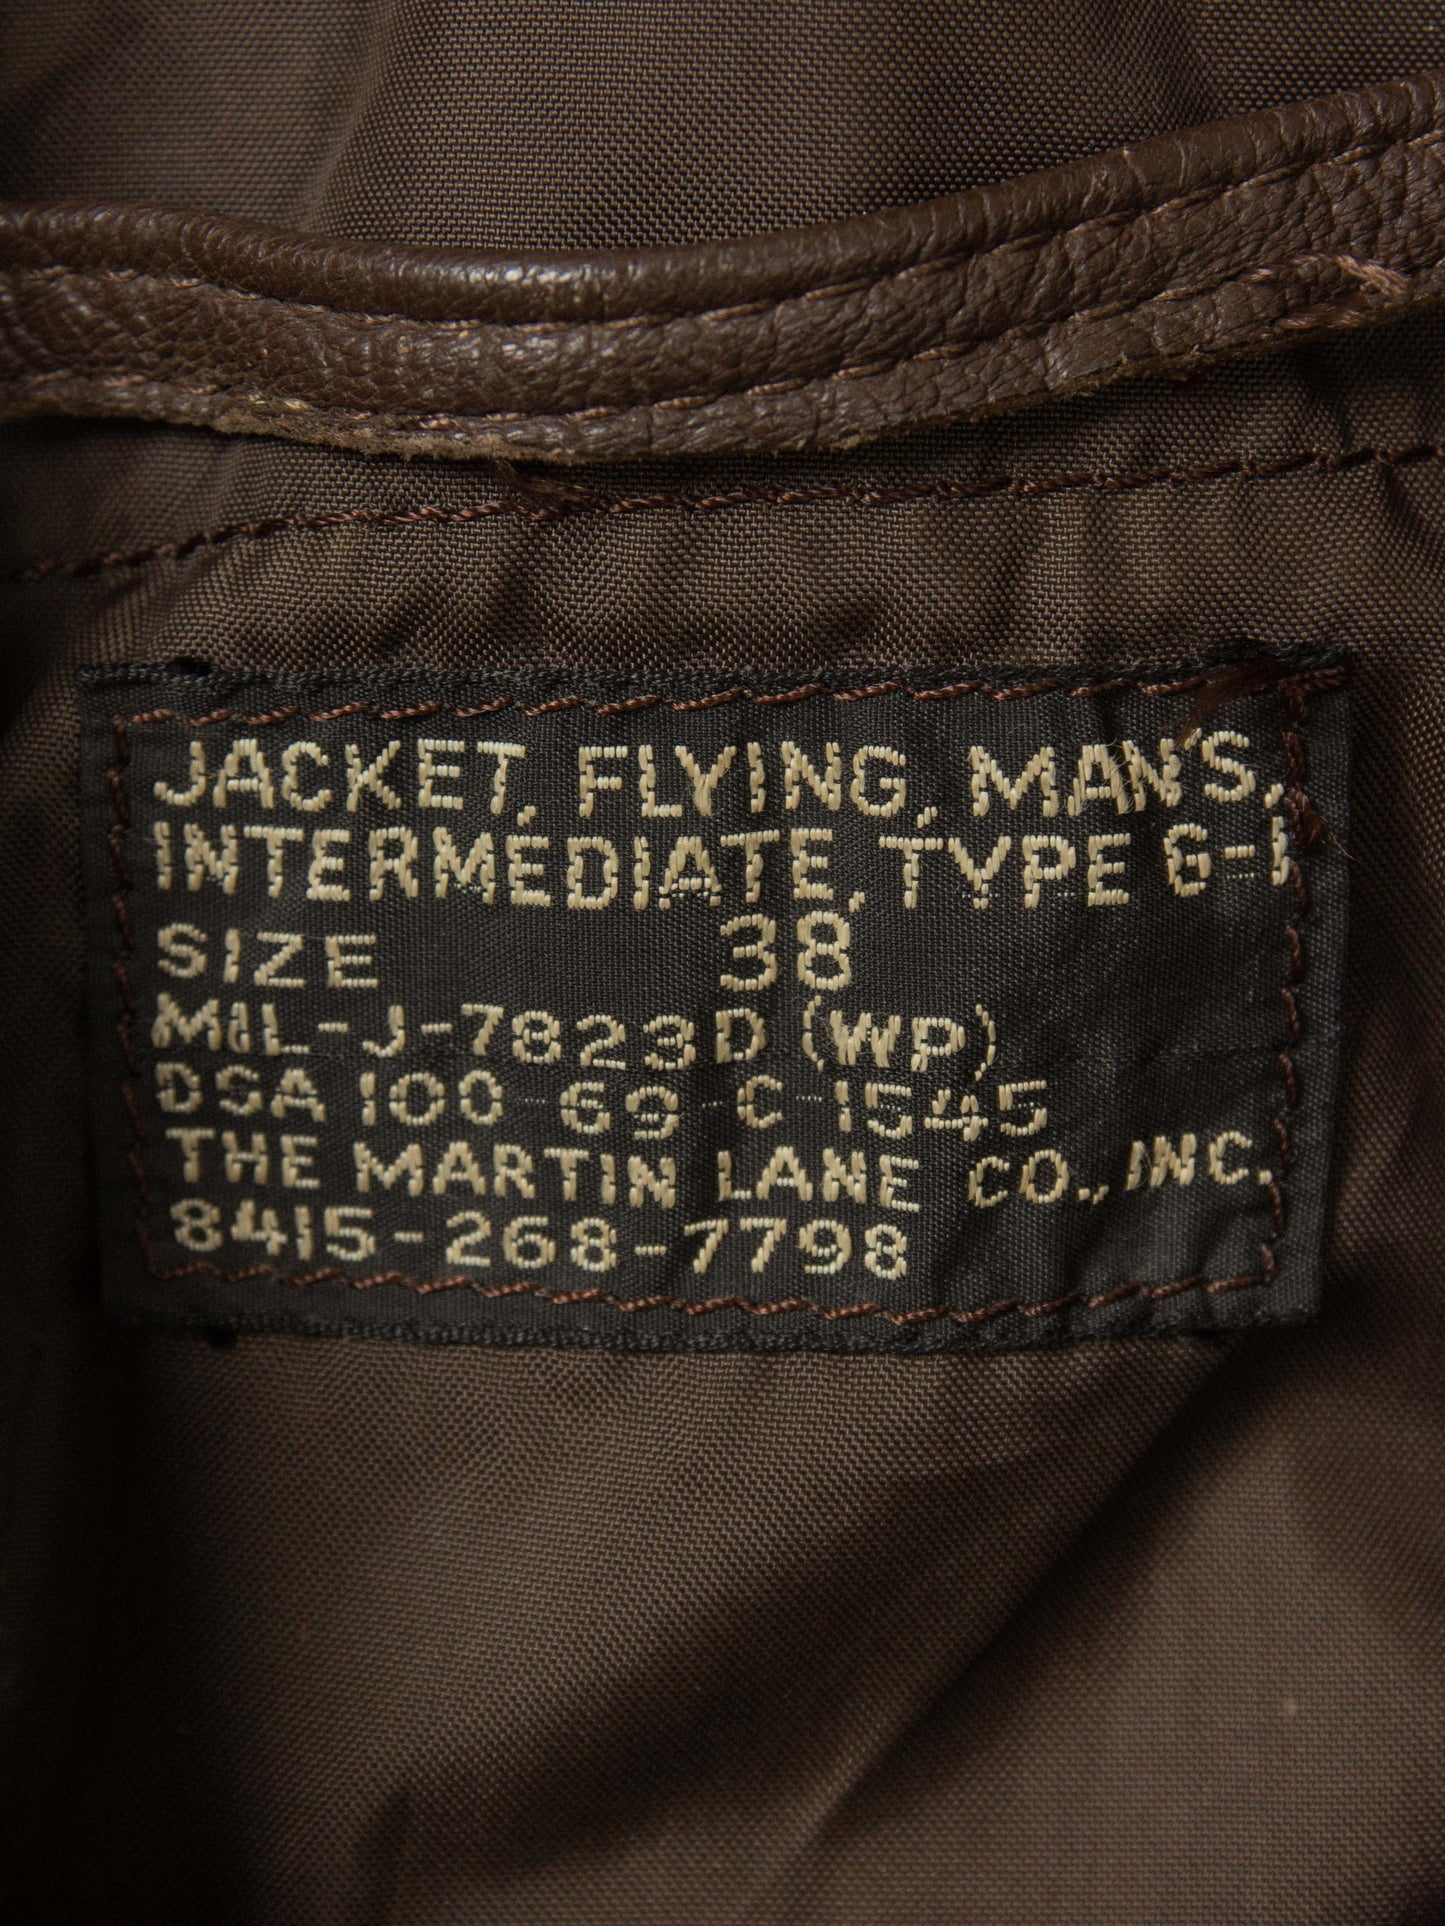 JACKET, FLYING, MAN'S,
INTERMEDIATE, TYPE G-1
SIZE 38
MIL-J-7823D (WP)
DSA 100-69-C-1545
THE MARTIN LANE CO., INC.
8415-268-7798